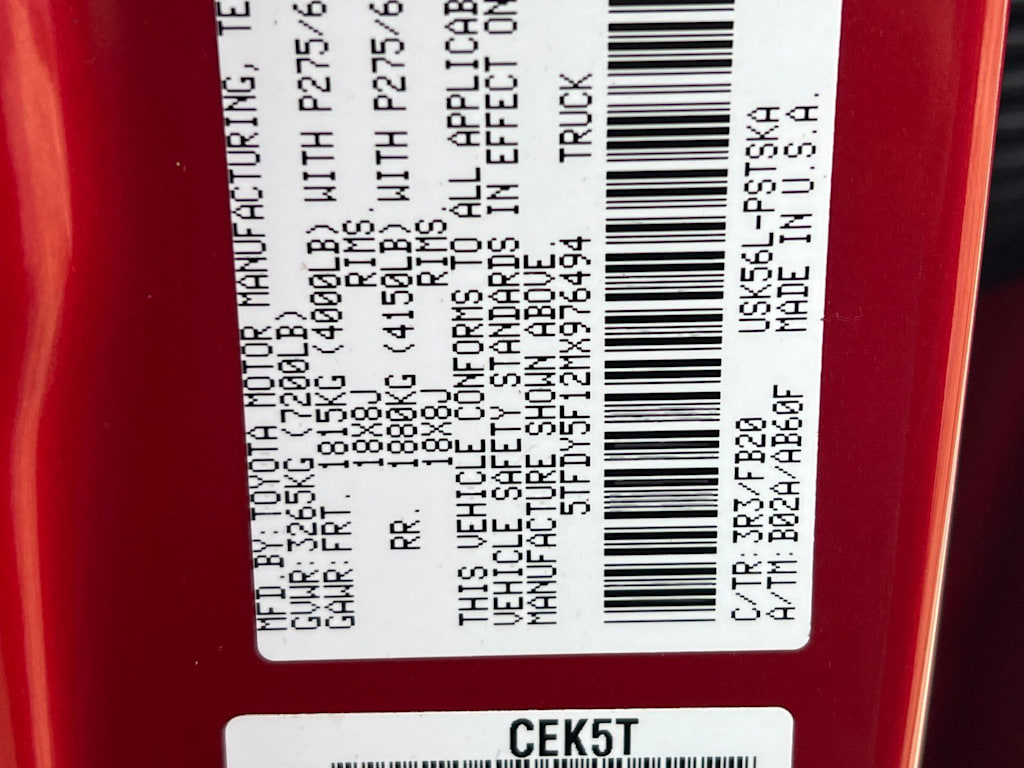 MFD.BY:TOYOTA MOTOR MANUFACTURING, TE
GVWR:3265KG (7200LB)
GAWR:FRT. 1815KG (4000LB) WITH P275/6
18X8J RIMS.
RR. 1880KG (4150LB) WITH P275/6
18X8J RIMS.
THIS VEHICLE CONFORMS TO ALL APPLICAB
VEHICLE SAFETY STANDARDS IN EFFECT ON
MANUFACTURE SHOWN ABOVE.
5TFDY5F12MX976494 TRUCK
C/TR:3R3/FB20 USK56L-PSTSKA
A/TM:B02A/AB60F MADE IN U.S.A.
CEK5T